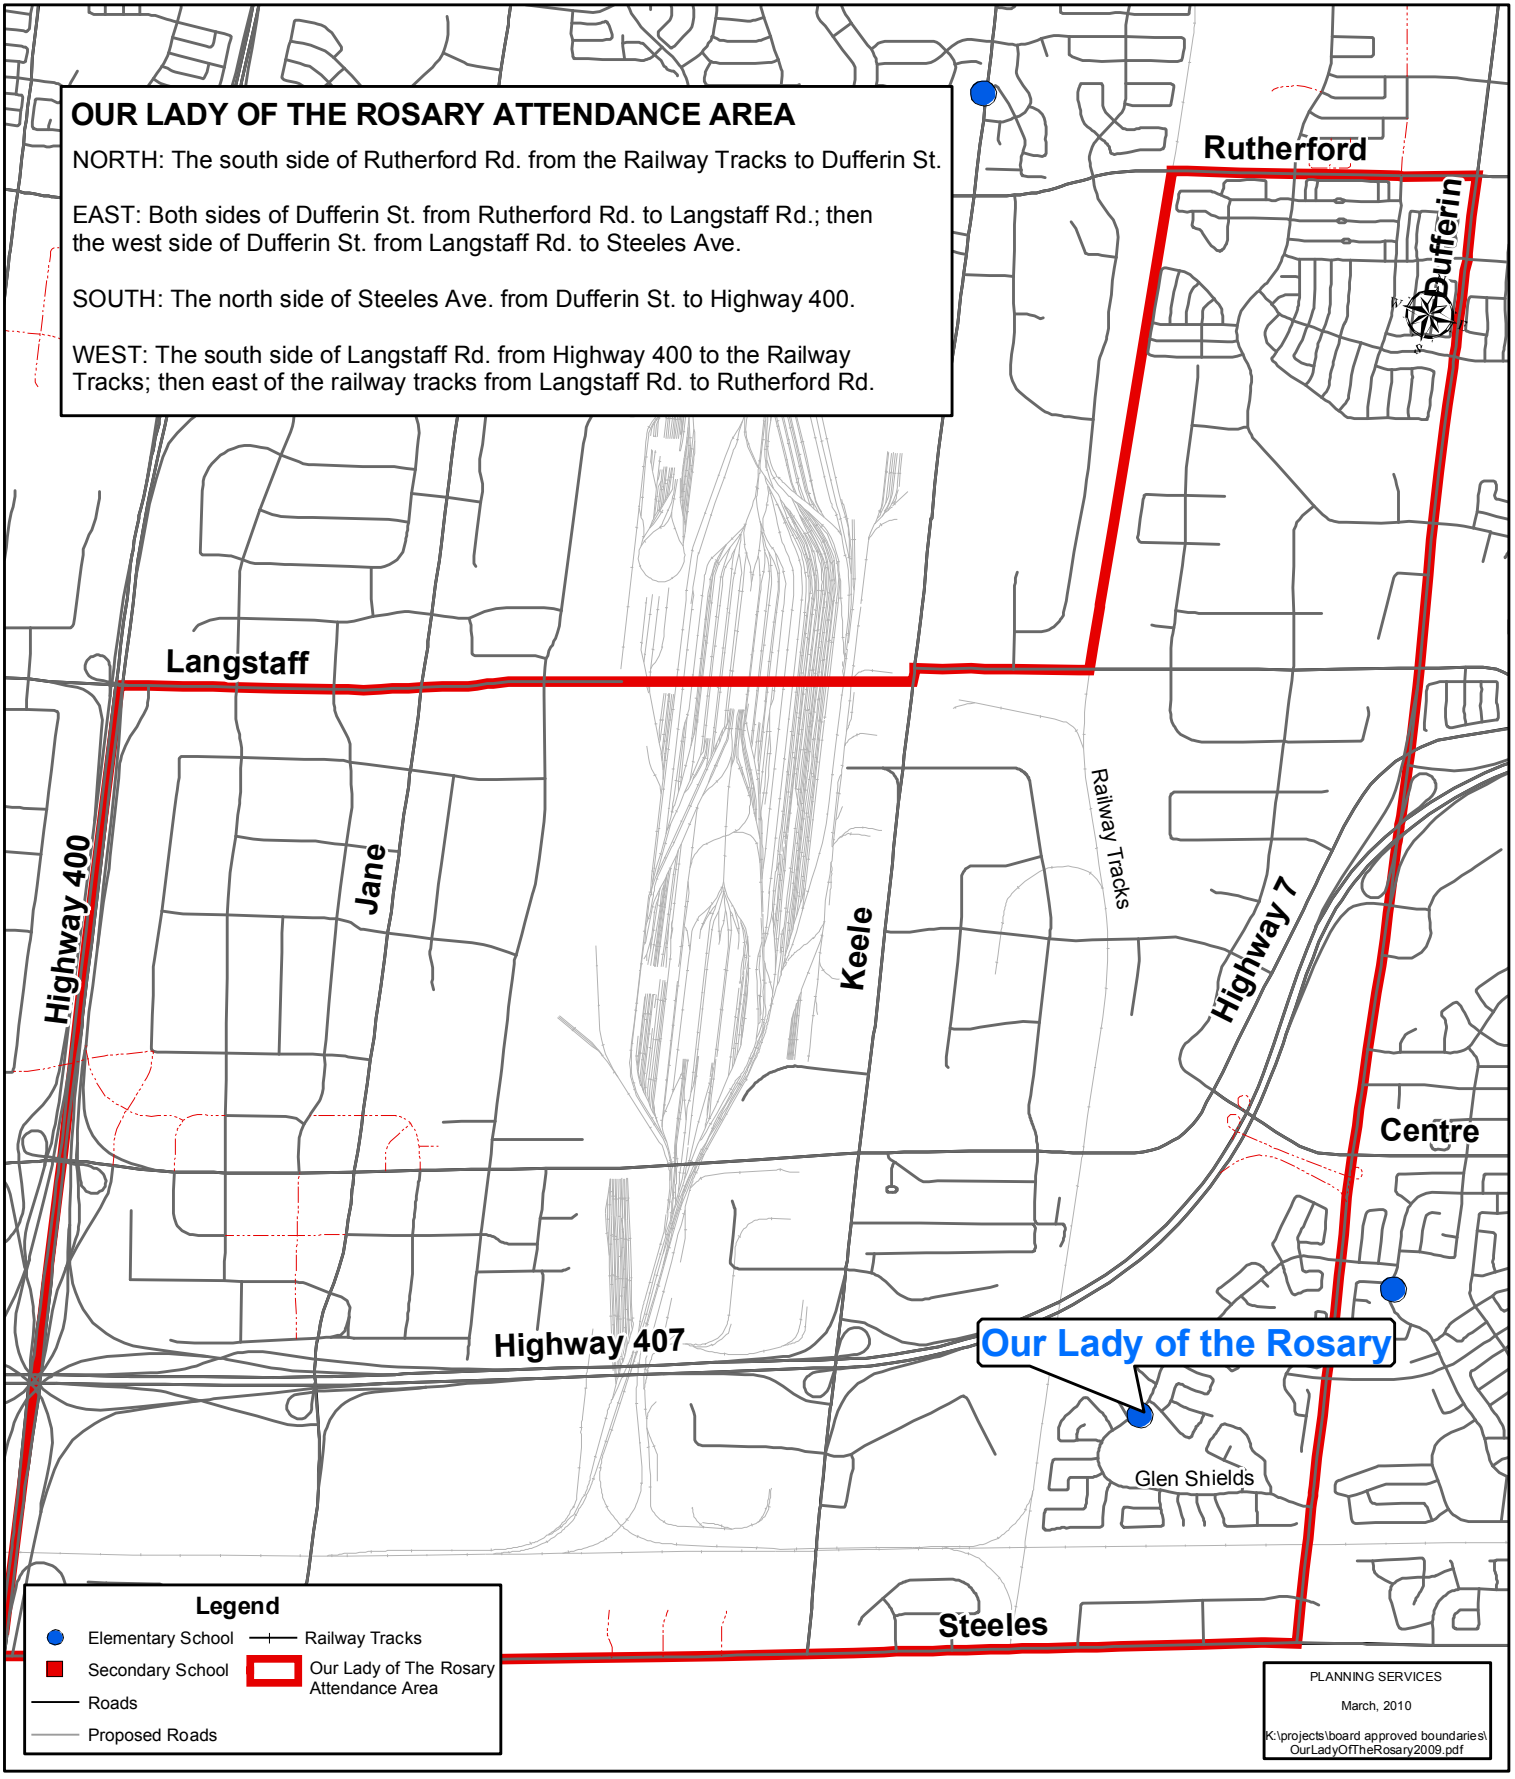 OUR LADY OF THE ROSARY ATTENDANCE AREA
NORTH: The south side of Rutherford Rd. from the Railway Tracks to Dufferin St.
EAST: Both sides of Dufferin St. from Rutherford Rd. to Langstaff Rd.; then
the west side of Dufferin St. from Langstaff Rd. to Steeles Ave.
SOUTH: The north side of Steeles Ave. from Dufferin St. to Highway 400.
WEST: The south side of Langstaff Rd. from Highway 400 to the Railway
Tracks; then east of the railway tracks from Langstaff Rd. to Rutherford Rd.
Rutherford
Dufferin
W
E
S
Langstaff
Highway 400
Jane
Keele
Railway Tracks
Highway 7
Centre
Highway 407
Our Lady of the Rosary
Glen Shields
Steeles
Legend
Elementary School
Railway Tracks
Secondary School
Our Lady of The Rosary
Attendance Area
Roads
Proposed Roads
PLANNING SERVICES
March, 2010
K:\projects\board approved boundaries\
OurLadyOfTheRosary2009.pdf